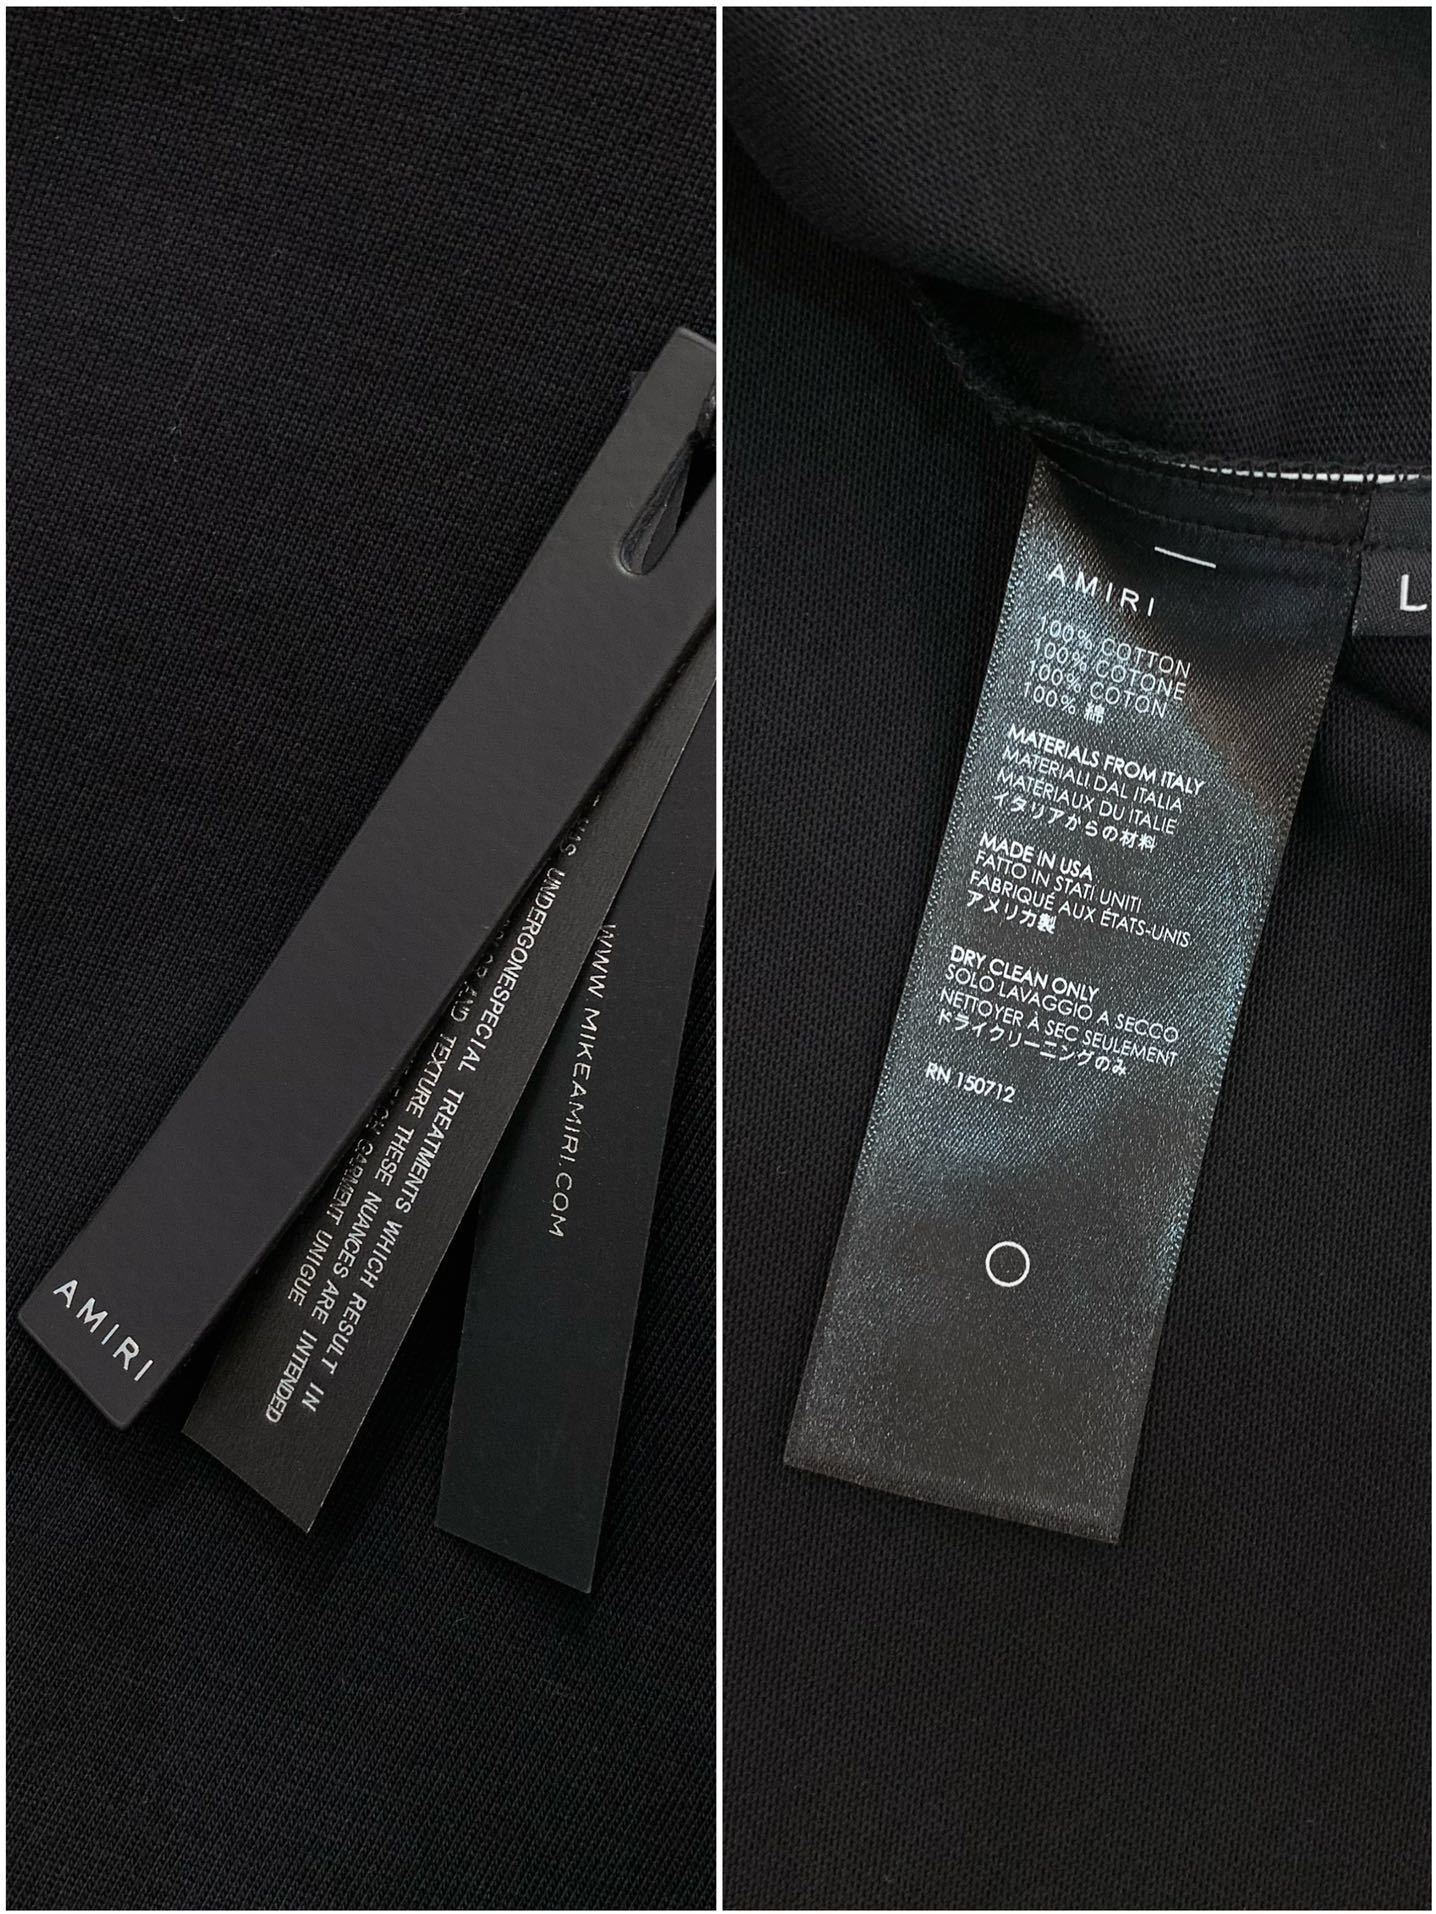 AMIRI
UNDERGONESPECIAL TREATMENTS WHICH RESULT IN
AND TEXTURE THESE NUANCES ARE INTENDED
GARMENT UNIGUE
WWW.MIKEAMIRI.COM
AMIRI
100% COTTON
100% COTONE
100% COTON
100% 綿
MATERIALS FROM ITALY
MATERIALI DAL ITALIA
MATERIAUX DU ITALIE
イタリアからの材料
MADE IN USA
FATTO IN STATI UNITI
FABRIQUÉ AUX ÉTATS-UNIS
アメリカ製
DRY CLEAN ONLY
SOLO LAVAGGIO A SECCO
NETTOYER À SEC SEULEMENT
ドライクリーニングのみ
RN 150712
L